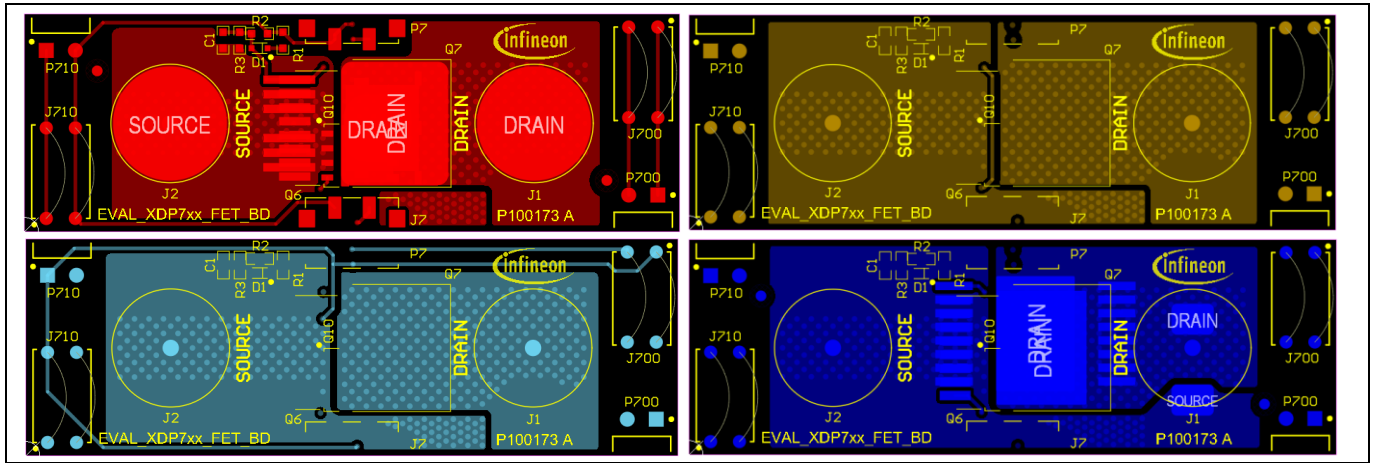 R2
P7
C1
R3
D1
R1
Q7
infineon
P710
J710
SOURCE
SOURCE
Q10
DRAIN
DRAIN
DRAIN
DRAIN
J700
P700
J2
Q6
J7
J1
EVAL_XDP7xx_FET_BD
P100173 A
R2
P7
C1
R3
D1
R1
Q7
infineon
P710
J710
SOURCE
Q10
DRAIN
J700
P700
J2
Q6
J7
J1
EVAL_XDP7xx_FET_BD
P100173 A
R2
P7
C1
R3
D1
R1
Q7
infineon
P710
J710
SOURCE
Q10
DRAIN
J700
P700
J2
Q6
J7
J1
EVAL_XDP7xx_FET_BD
P100173 A
R2
P7
C1
R3
D1
R1
Q7
infineon
P710
J710
SOURCE
Q10
DRAIN
DRAIN
DRAIN
DRAIN
SOURCE
J700
P700
J2
Q6
J7
J1
EVAL_XDP7xx_FET_BD
P100173 A